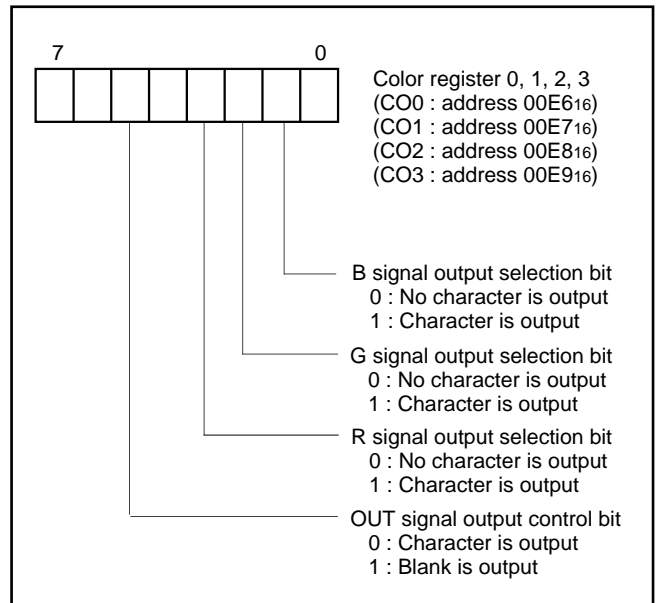 7 0
Color register 0, 1, 2, 3
(CO0 : address 00E616)
(CO1 : address 00E716)
(CO2 : address 00E816)
(CO3 : address 00E916)
B signal output selection bit
0 : No character is output
1 : Character is output
G signal output selection bit
0 : No character is output
1 : Character is output
R signal output selection bit
0 : No character is output
1 : Character is output
OUT signal output control bit
0 : Character is output
1 : Blank is output